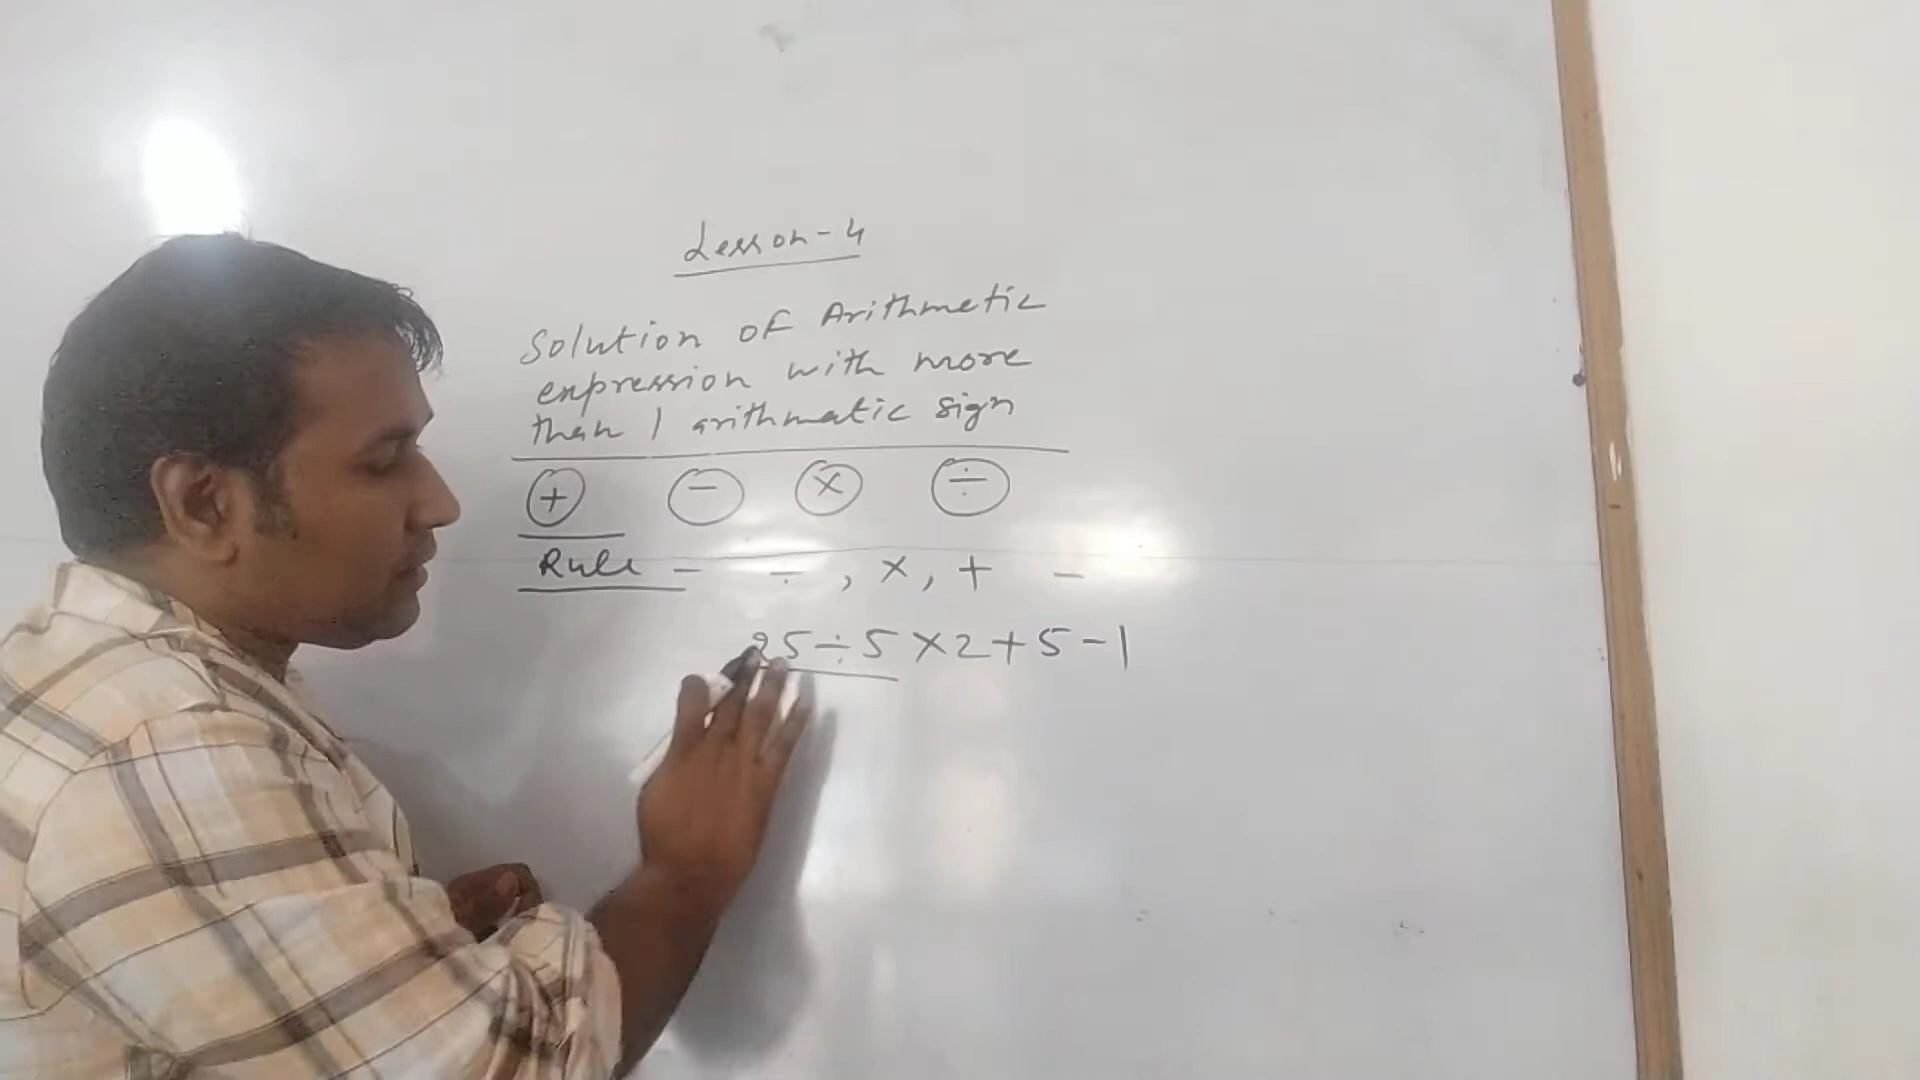 Lesson - 4
Solution of Arithmetic
expression with more
than 1 arithmatic sign
+ - × ÷
Rule - ÷, ×, + -
25÷5×2+5-1